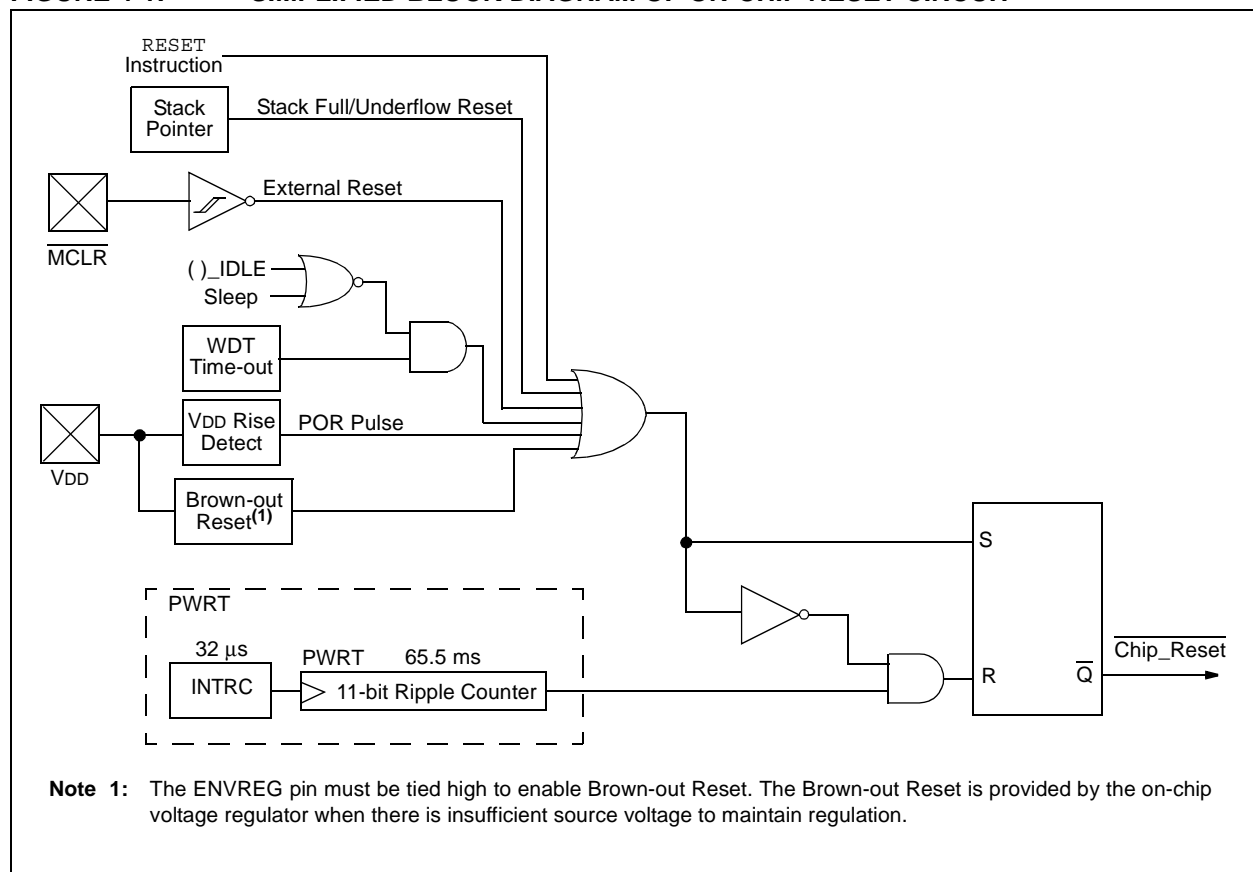 RESET
Instruction
Stack
Pointer
Stack Full/Underflow Reset
External Reset
MCLR
( )_IDLE
Sleep
WDT
Time-out
VDD Rise
Detect
POR Pulse
VDD
Brown-out
Reset(1)
S
PWRT
32 μs
PWRT 65.5 ms
INTRC
11-bit Ripple Counter
R
Q
Chip_Reset
Note 1: The ENVREG pin must be tied high to enable Brown-out Reset. The Brown-out Reset is provided by the on-chip
voltage regulator when there is insufficient source voltage to maintain regulation.